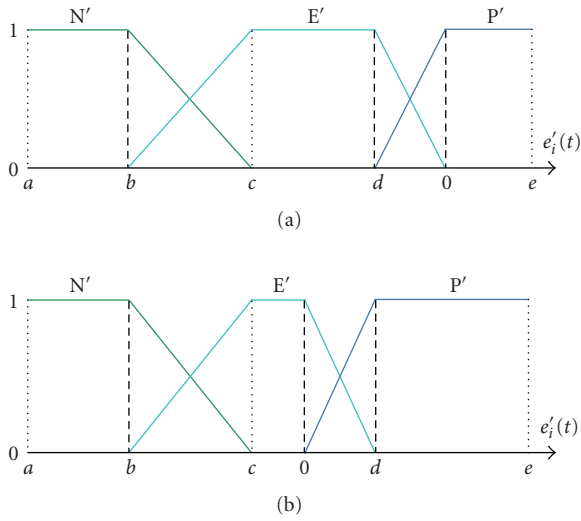 N′ E′ P′
1
0
a b c d 0 e
e′ᵢ(t)
(a)
N′ E′ P′
1
0
a b c 0 d e
e′ᵢ(t)
(b)